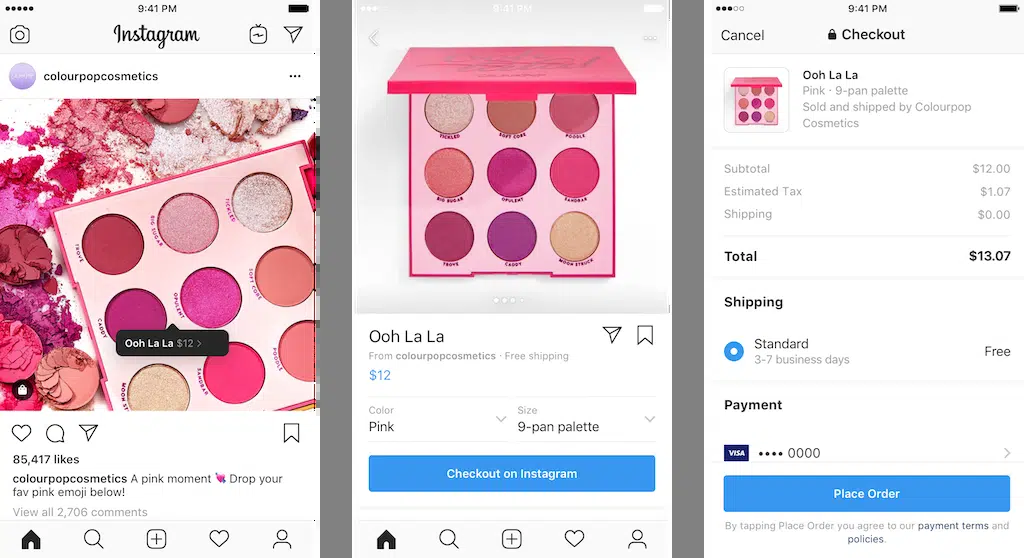 9:41 PM
Instagram
colourpopcosmetics
BIG SUGAR
TICKLED
TROVE
OPULENT
SOFT CORE
CADDY
Ooh La La $12 >
SANDBAR
MOON STRUCK
85,417 likes
colourpopcosmetics A pink moment 💘 Drop your
fav pink emoji below!
View all 2,706 comments
9:41 PM
TICKLED SOFT CORE POODLE
BIG SUGAR OPULENT SANDBAR
TROVE CADDY MOON STRUCK
Ooh La La
From colourpopcosmetics · Free shipping
$12
Color
Pink
Size
9-pan palette
Checkout on Instagram
9:41 PM
Cancel Checkout
Ooh La La
Pink · 9-pan palette
Sold and shipped by Colourpop
Cosmetics
Subtotal $12.00
Estimated Tax $1.07
Shipping $0.00
Total $13.07
Shipping
Standard
3-7 business days
Free
Payment
VISA •••• 0000
Place Order
By tapping Place Order you agree to our payment terms and
policies.